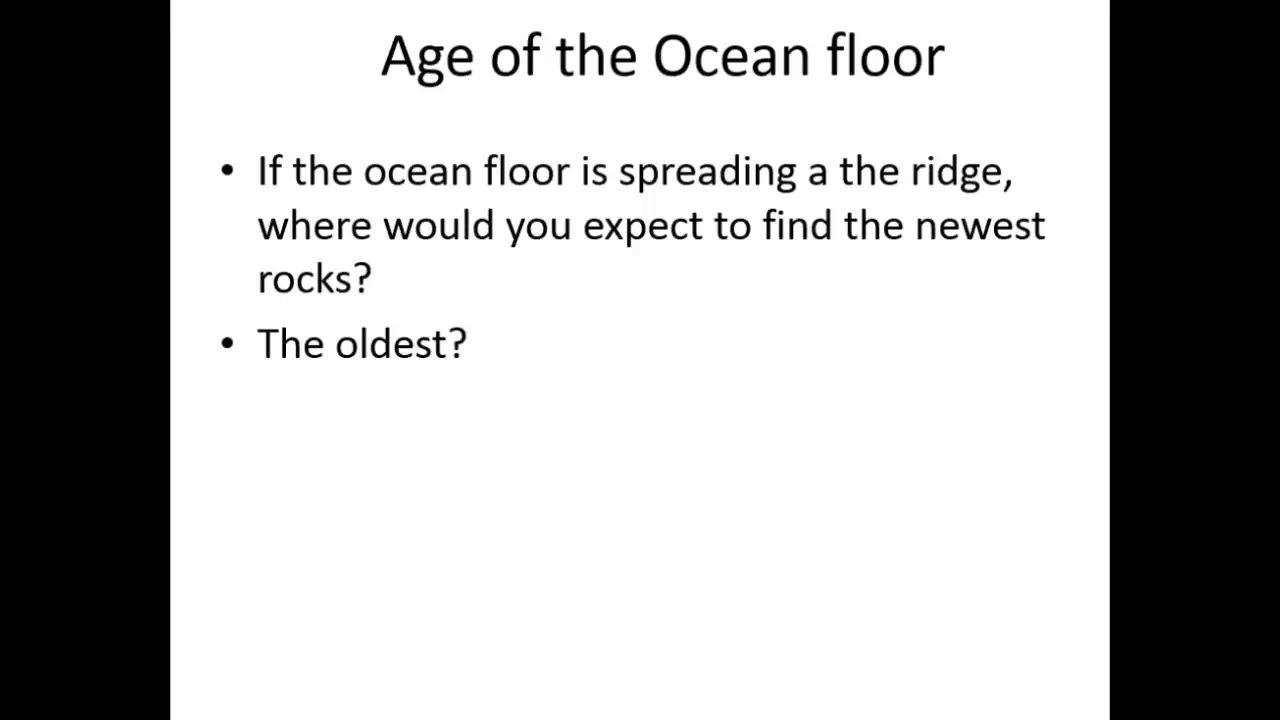 Age of the Ocean floor
• If the ocean floor is spreading a the ridge,
where would you expect to find the newest
rocks?
• The oldest?